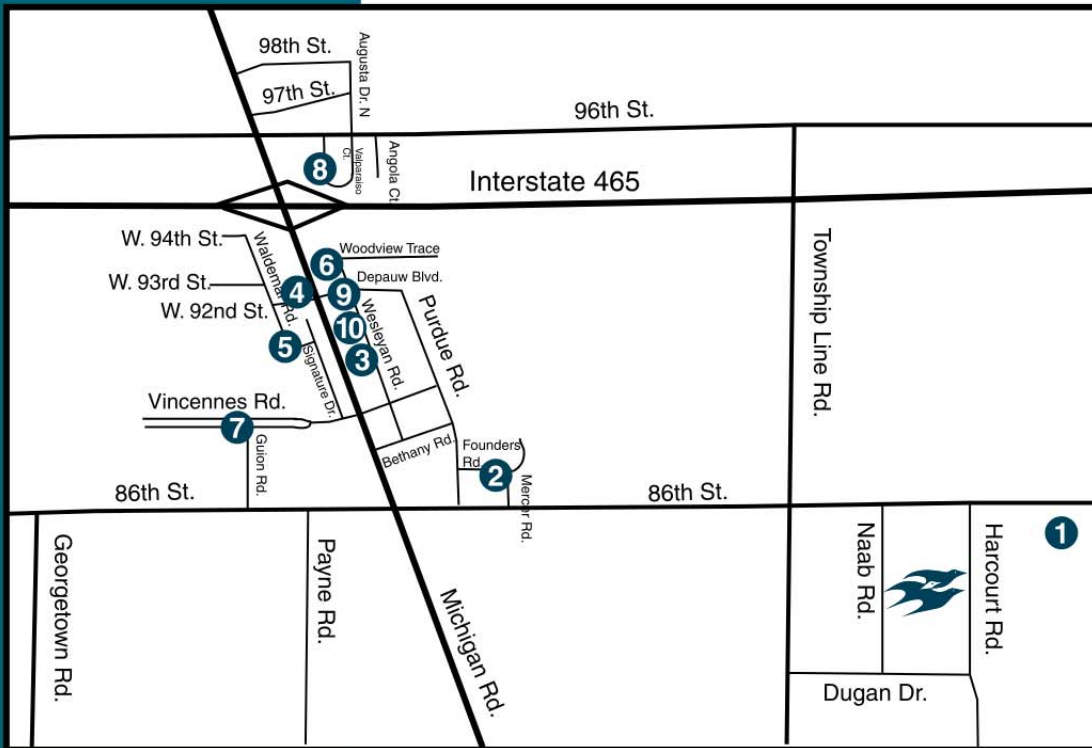 98th St.
Augusta Dr. N
97th St.
96th St.
8
Valparaiso
Ct.
Angola Ct.
Interstate 465
W. 94th St.
Waldemar Rd.
6
Woodview Trace
Township Line Rd.
W. 93rd St.
4
9
Depauw Blvd.
W. 92nd St.
10
Wesleyan Rd.
Purdue Rd.
5
Signature Dr.
3
Vincennes Rd.
7
Guion Rd.
Bethany Rd.
Founders
Rd.
2
Mercer Rd.
86th St.
86th St.
Georgetown Rd.
Payne Rd.
Michigan Rd.
Naab Rd.
Harcourt Rd.
1
Dugan Dr.